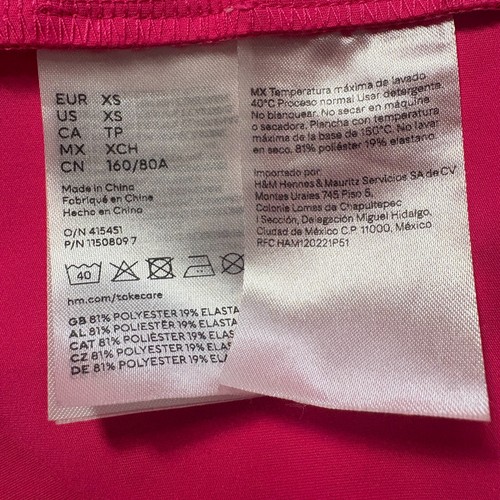 EUR XS
US XS
CA TP
MX XCH
CN 160/80A
Made in China
Fabriqué en Chine
Hecho en China
O/N 415451
P/N 11508097
40
hm.com/takecare
GB 81% POLYESTER 19% ELASTA
AL 81% POLIESTËR 19% ELAS
CAT 81% POLIÈSTER 19% E
CZ 81% POLYESTER 19% ELA
DE 81% POLYESTER 19% ELA
MX Temperatura máxima de lavado
40°C Proceso normal Usar detergente.
No blanquear. No secar en máquina
o secadora. Plancha con temperatura
máxima de la base de 150°C. No lavar
en seco. 81% poliéster 19% elastano
Importado por:
H&M Hennes & Mauritz Servicios SA de CV
Montes Urales 745 Piso 5,
Colonia Lomas de Chapultepec
I Sección, Delegación Miguel Hidalgo,
Ciudad de México C.P. 11000, México
RFC HAM120221P51